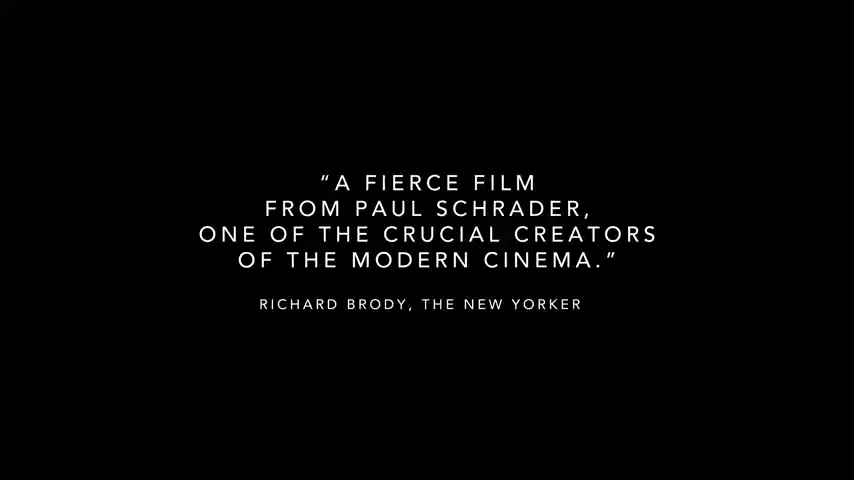 “A FIERCE FILM
FROM PAUL SCHRADER,
ONE OF THE CRUCIAL CREATORS
OF THE MODERN CINEMA.”
RICHARD BRODY, THE NEW YORKER